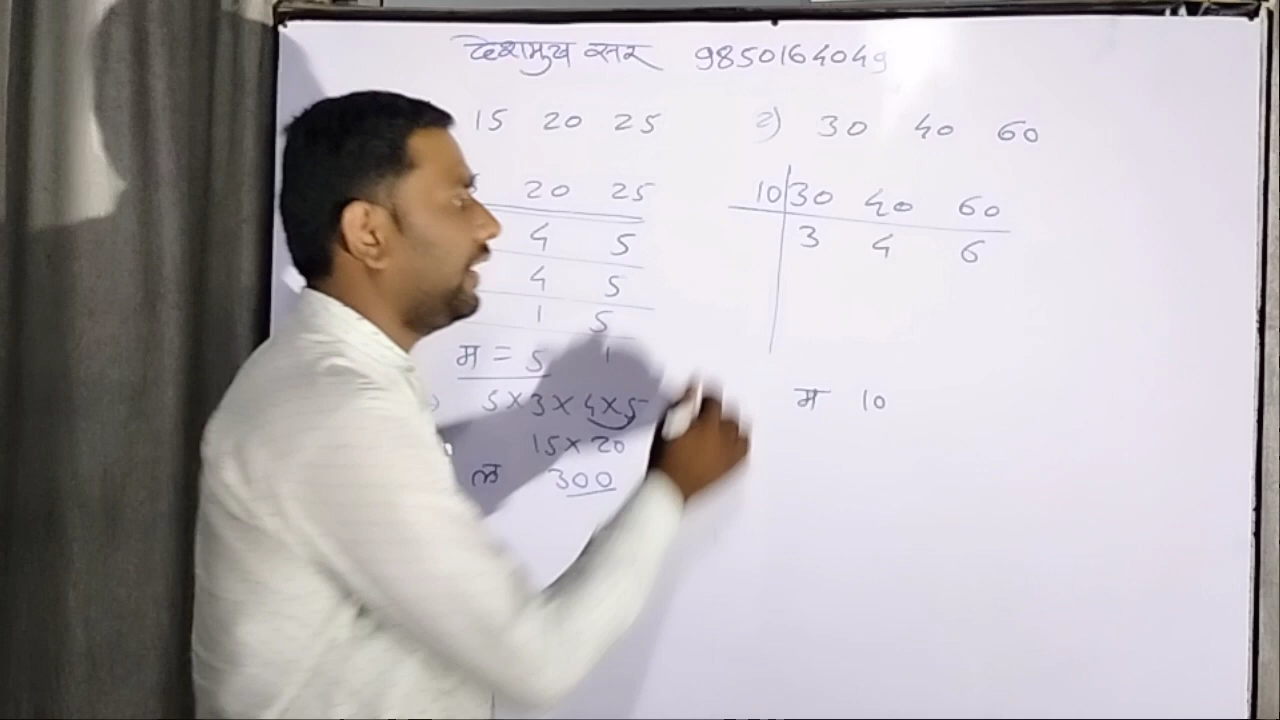 देशमुख सर 9850164049
15 20 25
20 25
4 5
4 5
1 5
म = 5 1
5 × 3 × 4 × 5
15 × 20
ल 300
2) 30 40 60
10 30 40 60
3 4 6
म 10